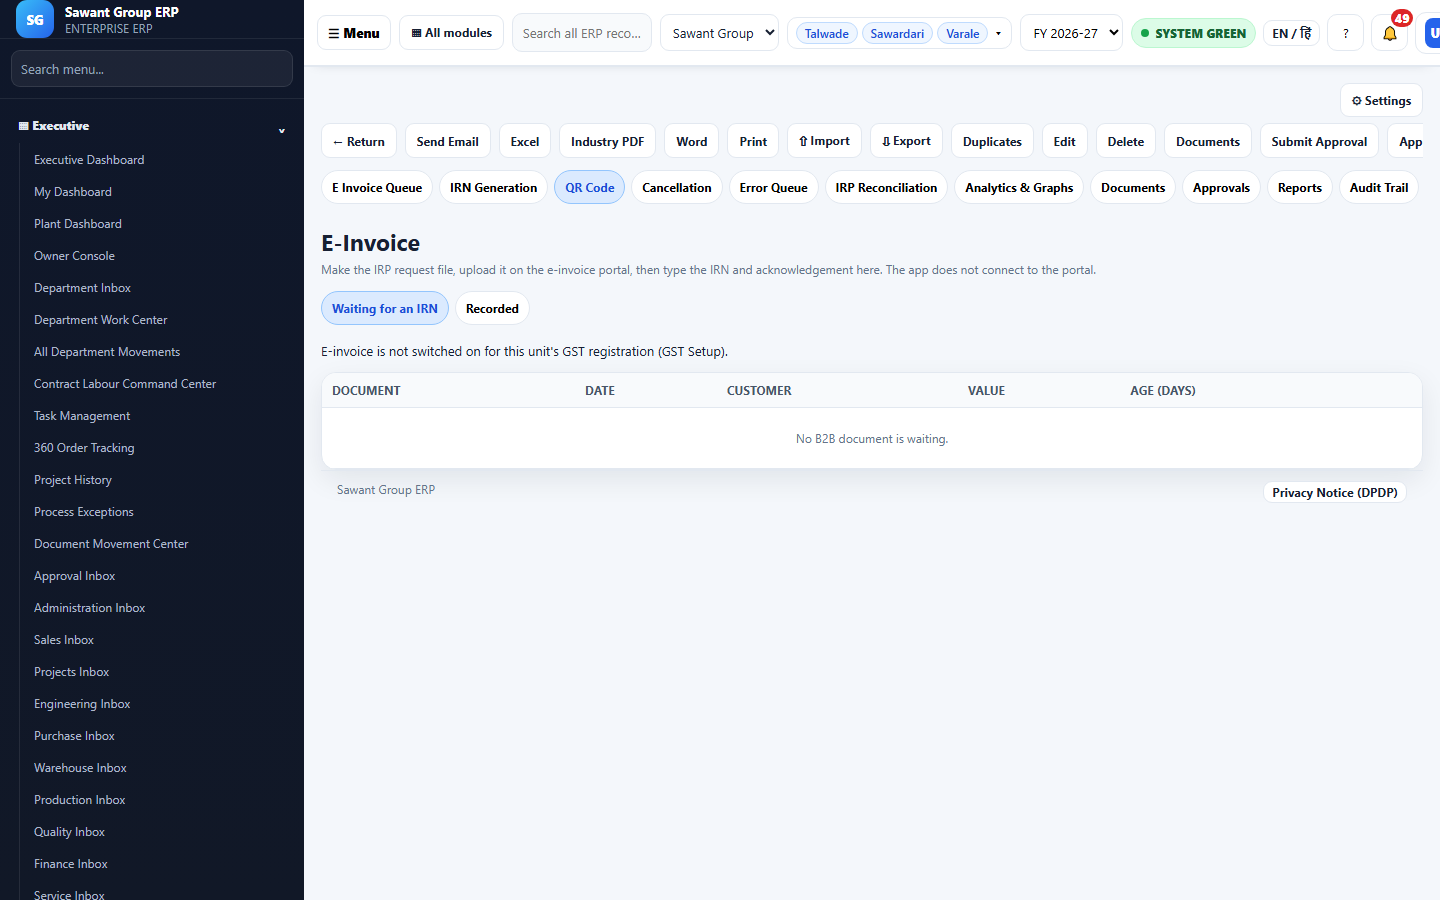 SG
Sawant Group ERP
ENTERPRISE ERP
Search menu...
Executive
Executive Dashboard
My Dashboard
Plant Dashboard
Owner Console
Department Inbox
Department Work Center
All Department Movements
Contract Labour Command Center
Task Management
360 Order Tracking
Project History
Process Exceptions
Document Movement Center
Approval Inbox
Administration Inbox
Sales Inbox
Projects Inbox
Engineering Inbox
Purchase Inbox
Warehouse Inbox
Production Inbox
Quality Inbox
Finance Inbox
Service Inbox
☰ Menu All modules Search all ERP reco... Sawant Group Talwade Sawardari Varale FY 2026-27 SYSTEM GREEN EN / हिं ? 49 U
⚙ Settings
← Return Send Email Excel Industry PDF Word Print ⇧ Import ⇩ Export Duplicates Edit Delete Documents Submit Approval App
E Invoice Queue IRN Generation QR Code Cancellation Error Queue IRP Reconciliation Analytics & Graphs Documents Approvals Reports Audit Trail
E-Invoice
Make the IRP request file, upload it on the e-invoice portal, then type the IRN and acknowledgement here. The app does not connect to the portal.
Waiting for an IRN Recorded
E-invoice is not switched on for this unit's GST registration (GST Setup).
DOCUMENT DATE CUSTOMER VALUE AGE (DAYS)
No B2B document is waiting.
Sawant Group ERP Privacy Notice (DPDP)